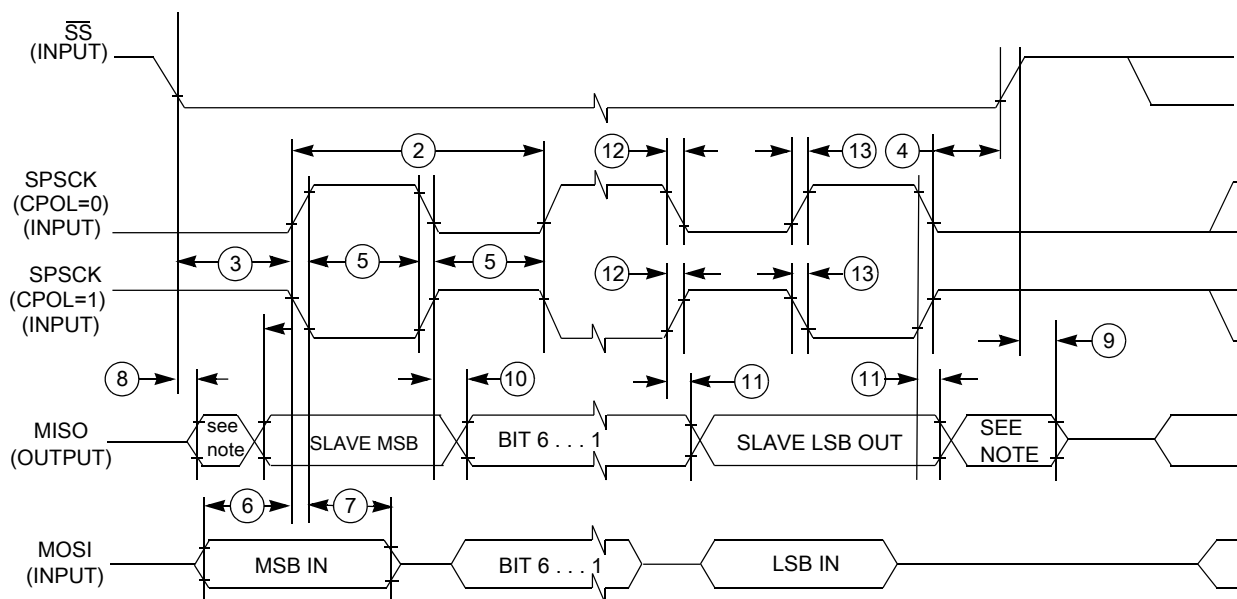 SS
(INPUT)
2
12
13
4
SPSCK
(CPOL=0)
(INPUT)
3
5
5
SPSCK
(CPOL=1)
(INPUT)
12
13
8
10
11
11
9
MISO
(OUTPUT)
see
note
SLAVE MSB
BIT 6 . . . 1
SLAVE LSB OUT
SEE
NOTE
6
7
MOSI
(INPUT)
MSB IN
BIT 6 . . . 1
LSB IN